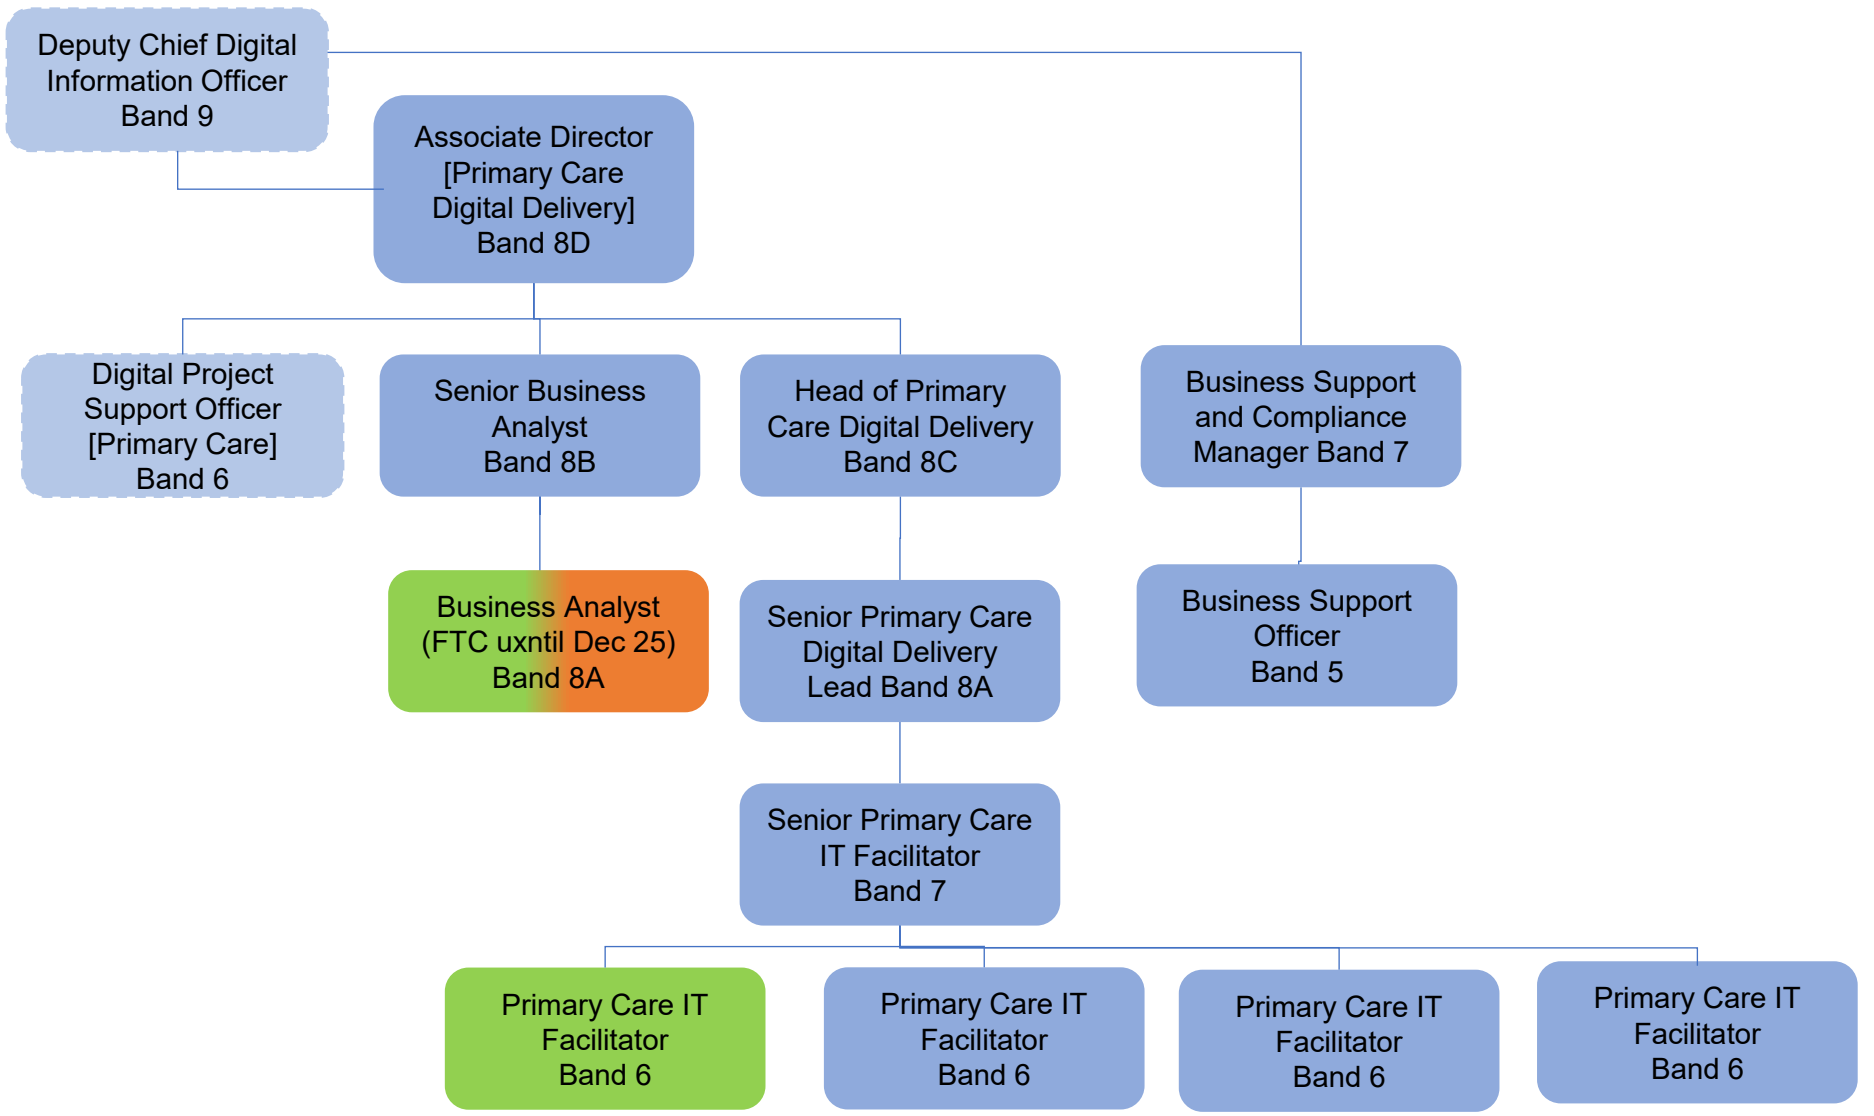 Deputy Chief Digital
Information Officer
Band 9
Associate Director
[Primary Care
Digital Delivery]
Band 8D
Digital Project
Support Officer
[Primary Care]
Band 6
Senior Business
Analyst
Band 8B
Head of Primary
Care Digital Delivery
Band 8C
Business Support
and Compliance
Manager Band 7
Business Analyst
(FTC uxntil Dec 25)
Band 8A
Senior Primary Care
Digital Delivery
Lead Band 8A
Business Support
Officer
Band 5
Senior Primary Care
IT Facilitator
Band 7
Primary Care IT
Facilitator
Band 6
Primary Care IT
Facilitator
Band 6
Primary Care IT
Facilitator
Band 6
Primary Care IT
Facilitator
Band 6